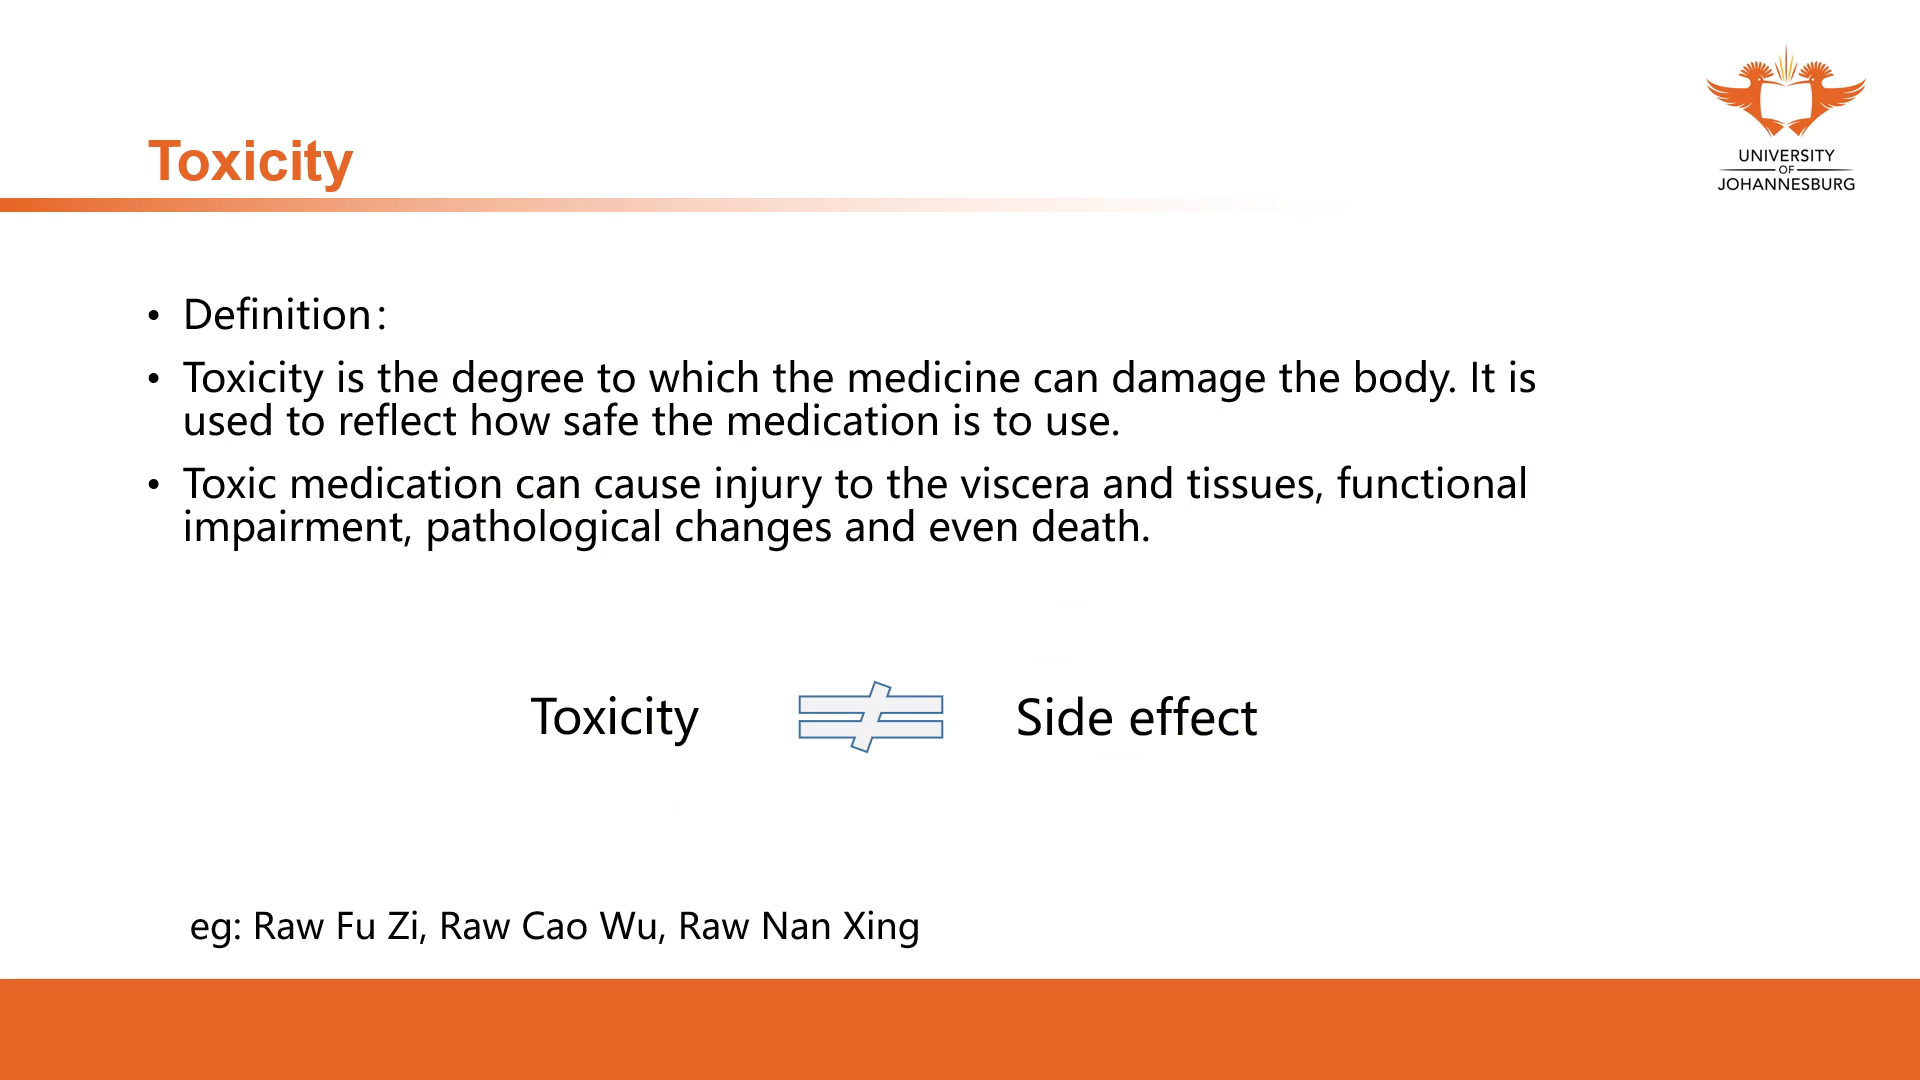 UNIVERSITY
OF
JOHANNESBURG
Toxicity
• Definition：
• Toxicity is the degree to which the medicine can damage the body. It is
used to reflect how safe the medication is to use.
• Toxic medication can cause injury to the viscera and tissues, functional
impairment, pathological changes and even death.
Toxicity ≠ Side effect
eg: Raw Fu Zi, Raw Cao Wu, Raw Nan Xing